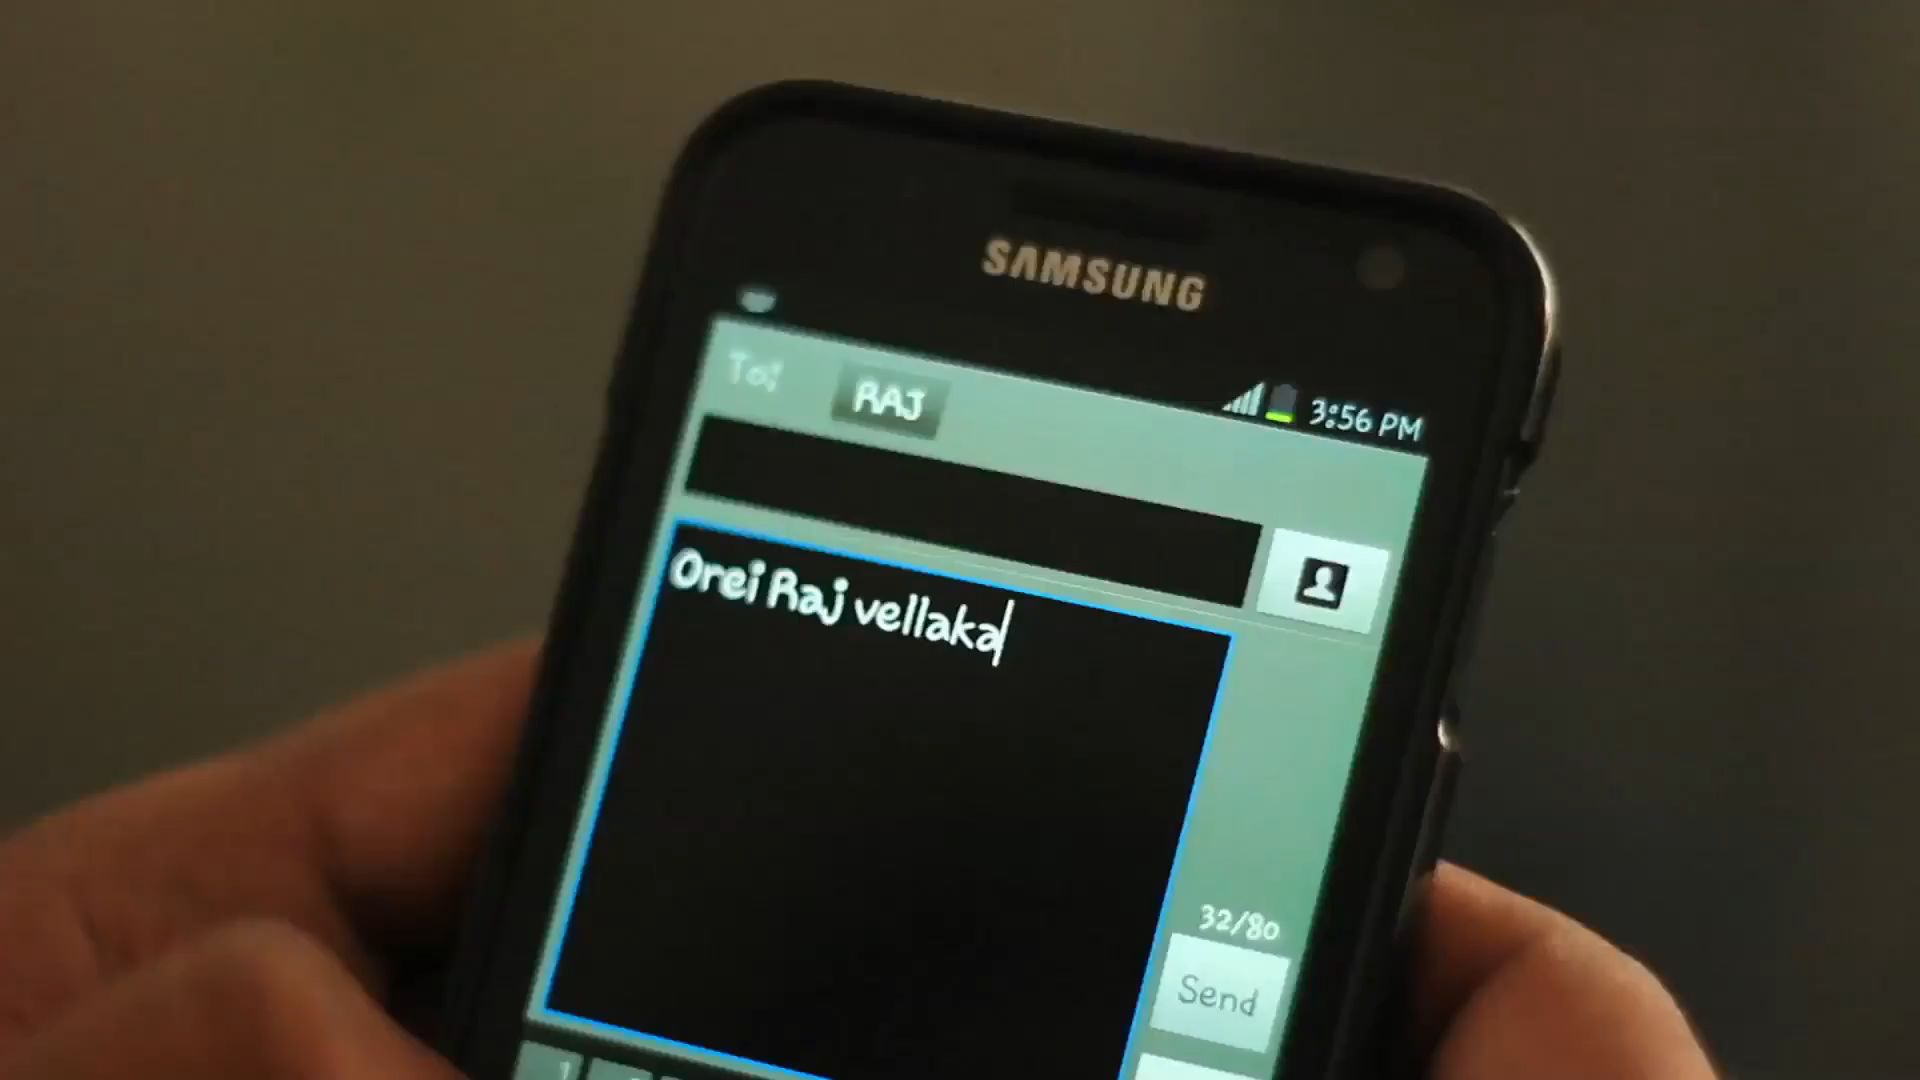 SAMSUNG
3:56 PM
To:
RAJ
Orei Raj vellaka
32/80
Send